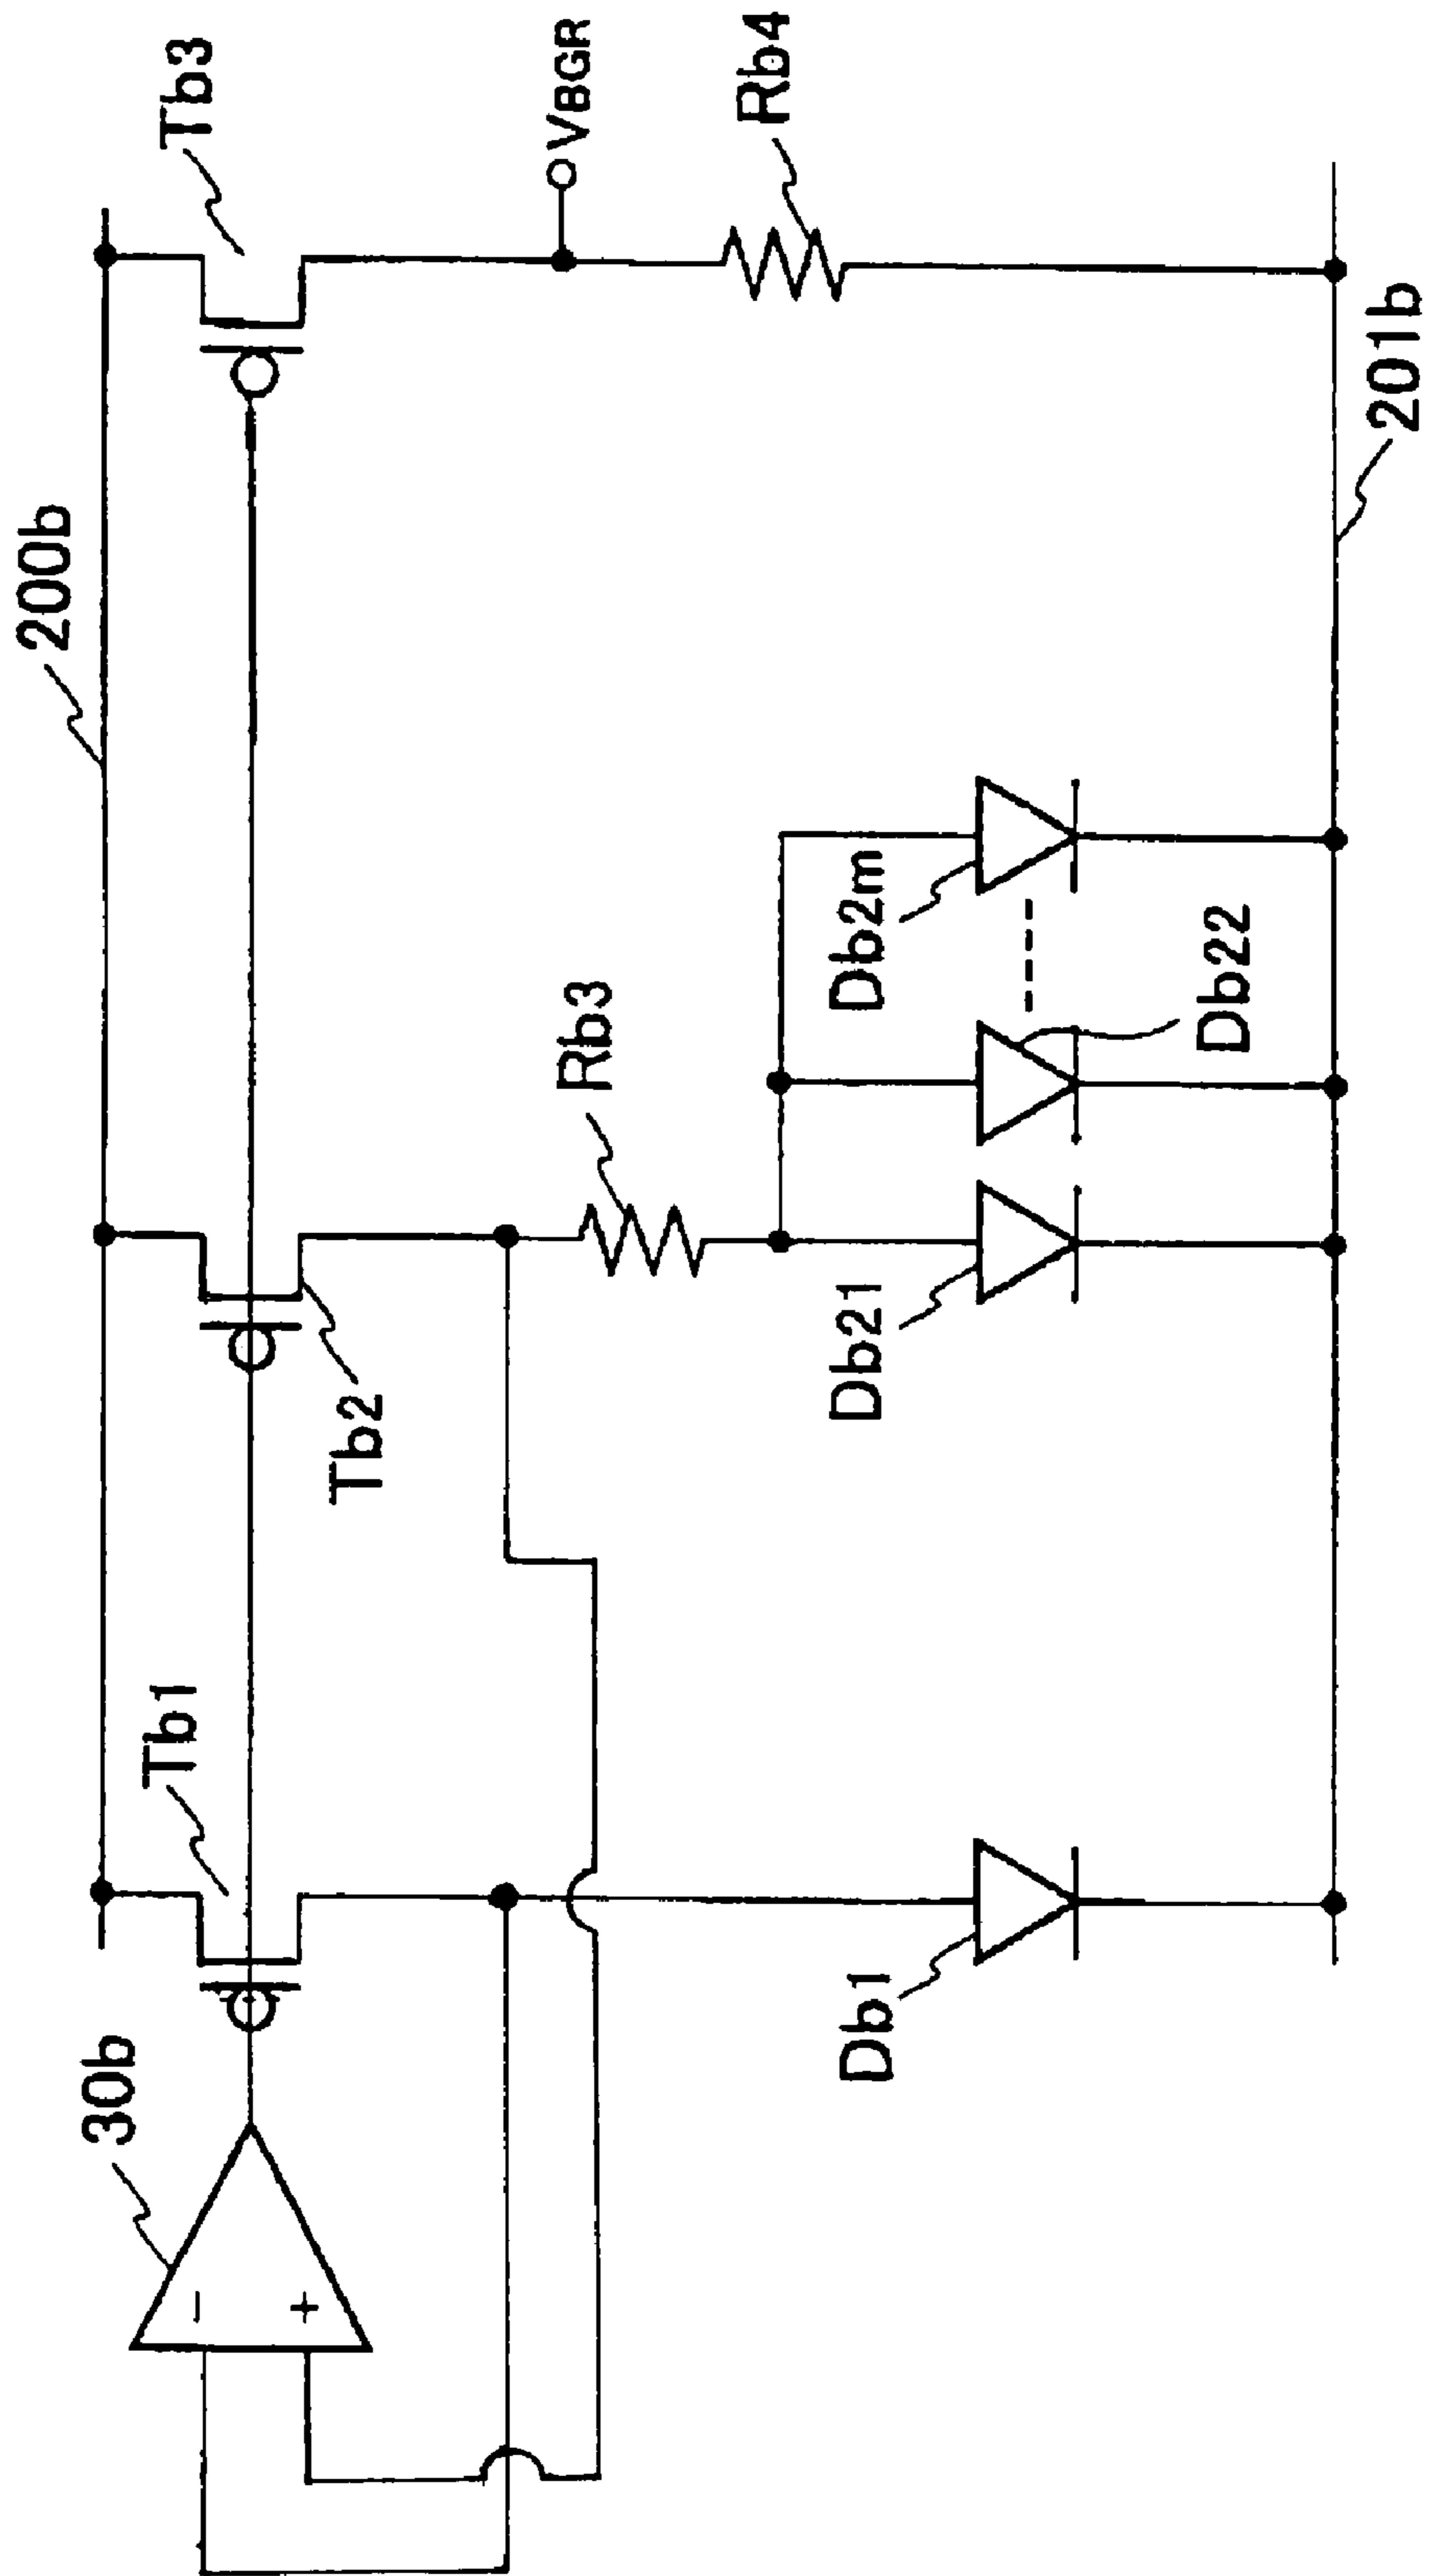 200b
30b
Tb1
Tb2
Tb3
−
+
VBGR
Rb3
Rb4
Db1
Db21
Db22
Db2m
201b